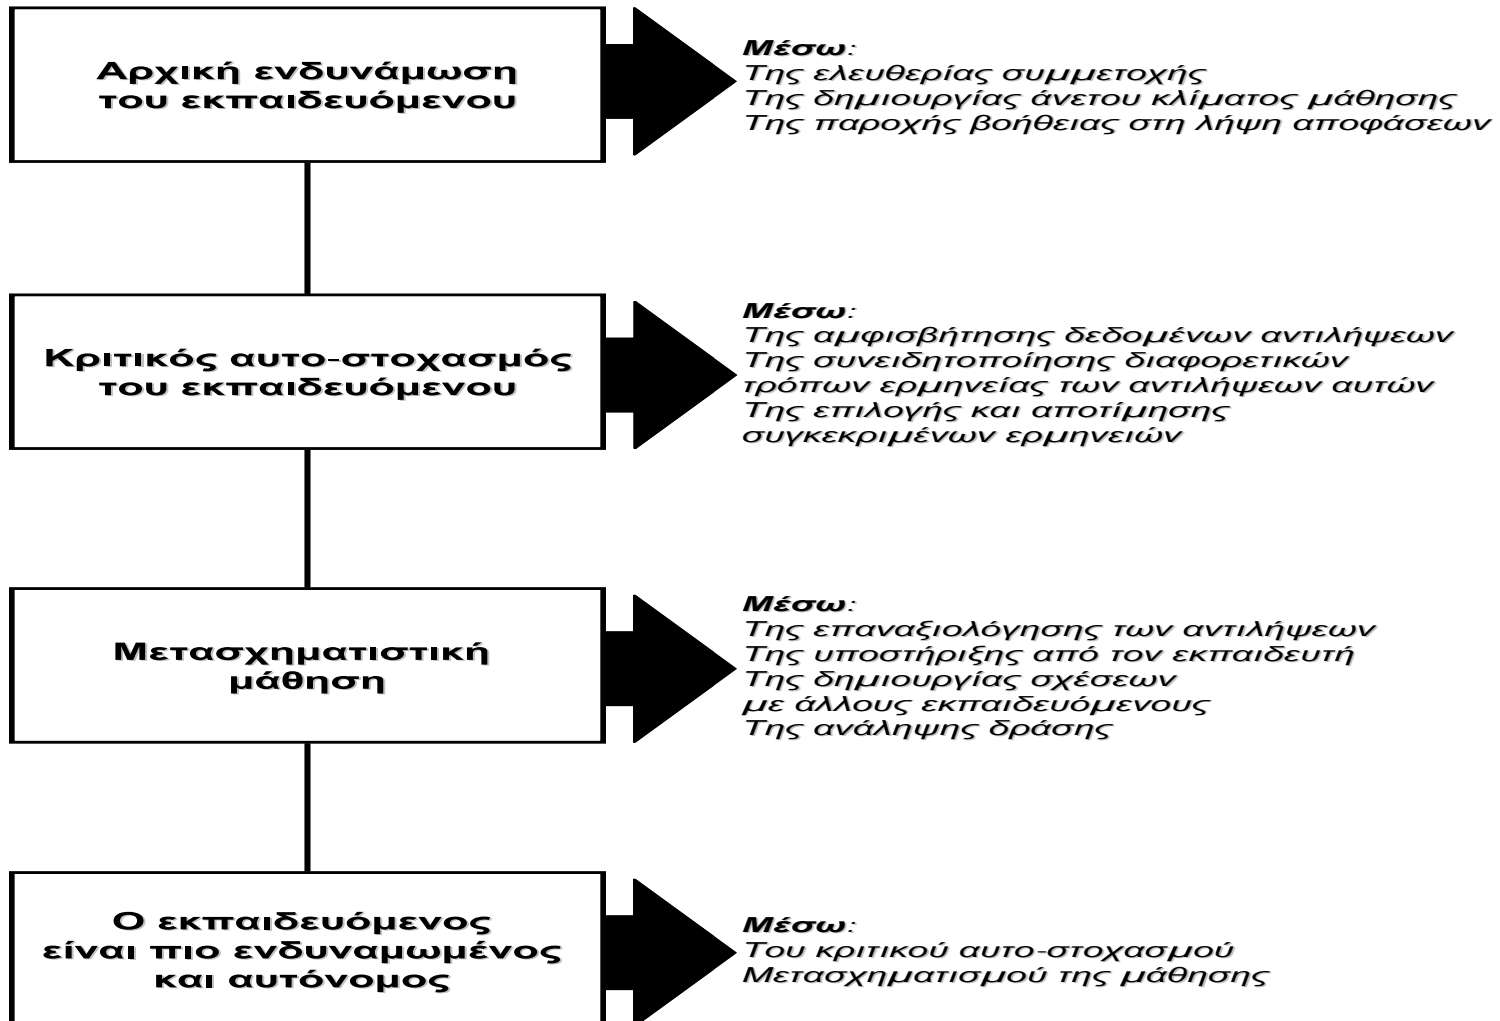 Αρχική ενδυνάμωση
του εκπαιδευόμενου
Μέσω:
Της ελευθερίας συμμετοχής
Της δημιουργίας άνετου κλίματος μάθησης
Της παροχής βοήθειας στη λήψη αποφάσεων
Κριτικός αυτο-στοχασμός
του εκπαιδευόμενου
Μέσω:
Της αμφισβήτησης δεδομένων αντιλήψεων
Της συνειδητοποίησης διαφορετικών
τρόπων ερμηνείας των αντιλήψεων αυτών
Της επιλογής και αποτίμησης
συγκεκριμένων ερμηνειών
Μετασχηματιστική
μάθηση
Μέσω:
Της επαναξιολόγησης των αντιλήψεων
Της υποστήριξης από τον εκπαιδευτή
Της δημιουργίας σχέσεων
με άλλους εκπαιδευόμενους
Της ανάληψης δράσης
Ο εκπαιδευόμενος
είναι πιο ενδυναμωμένος
και αυτόνομος
Μέσω:
Του κριτικού αυτο-στοχασμού
Μετασχηματισμού της μάθησης